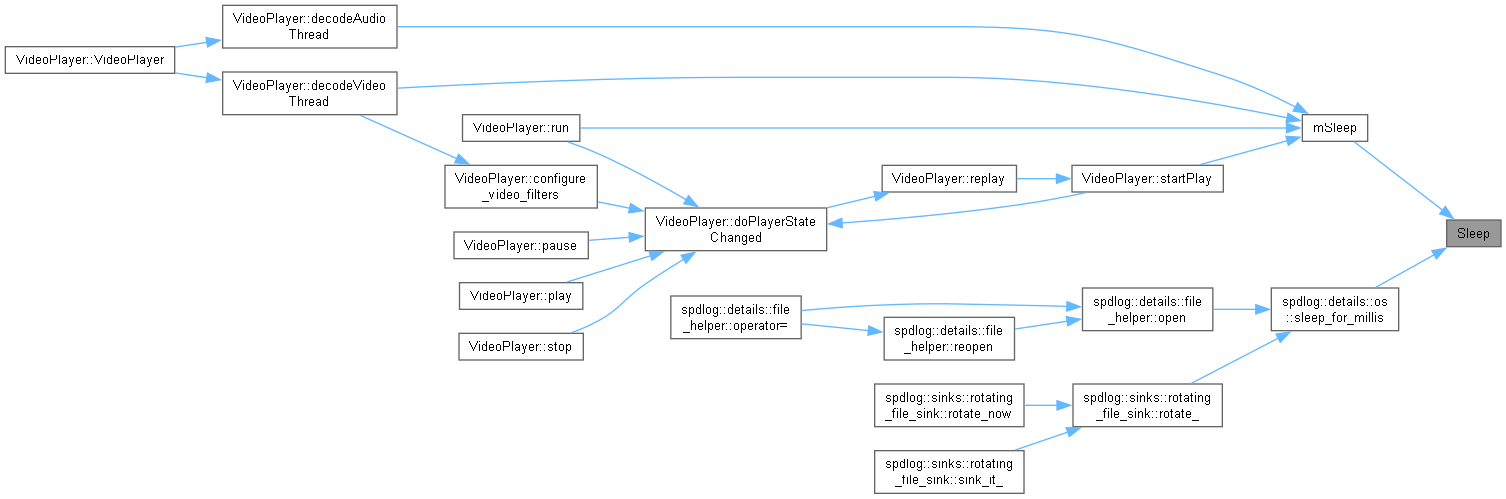 VideoPlayer::decodeAudio
Thread
VideoPlayer::VideoPlayer
VideoPlayer::decodeVideo
Thread
VideoPlayer::run
mSleep
VideoPlayer::configure
_video_filters
VideoPlayer::replay
VideoPlayer::startPlay
VideoPlayer::doPlayerState
Changed
VideoPlayer::pause
Sleep
VideoPlayer::play
spdlog::details::file
_helper::operator=
spdlog::details::file
_helper::open
spdlog::details::os
::sleep_for_millis
VideoPlayer::stop
spdlog::details::file
_helper::reopen
spdlog::sinks::rotating
_file_sink::rotate_now
spdlog::sinks::rotating
_file_sink::rotate_
spdlog::sinks::rotating
_file_sink::sink_it_